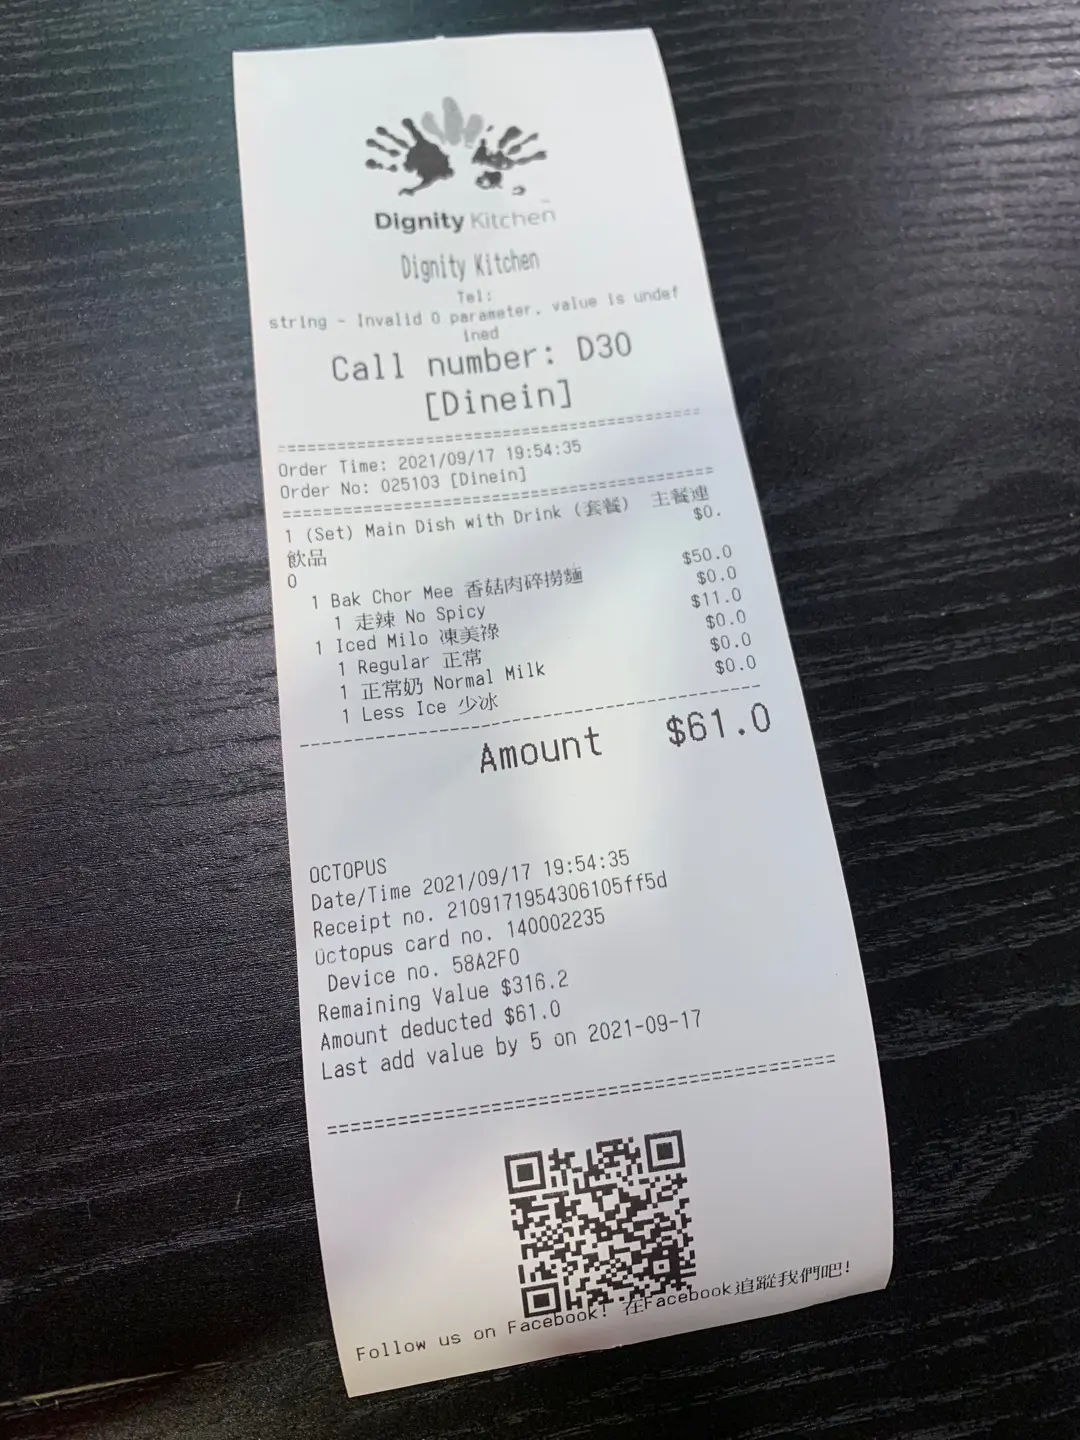 Dignity Kitchen™
Dignity Kitchen
Tel:
string - Invalid 0 parameter, value is undef
ined
Call number: D30
[Dinein]
==========================================
Order Time: 2021/09/17 19:54:35
Order No: 025103 [Dinein]
==========================================
1 (Set) Main Dish with Drink (套餐) 主餐連
飲品 $0.
0
1 Bak Chor Mee 香菇肉碎撈麵 $50.0
1 走辣 No Spicy $0.0
1 Iced Milo 凍美祿 $11.0
1 Regular 正常 $0.0
1 正常奶 Normal Milk $0.0
1 Less Ice 少冰 $0.0
------------------------------------------
Amount $61.0
OCTOPUS
Date/Time 2021/09/17 19:54:35
Receipt no. 2109171954306105ff5d
Octopus card no. 140002235
Device no. 58A2F0
Remaining Value $316.2
Amount deducted $61.0
Last add value by 5 on 2021-09-17
==========================================
Follow us on Facebook! 在Facebook追蹤我們吧!